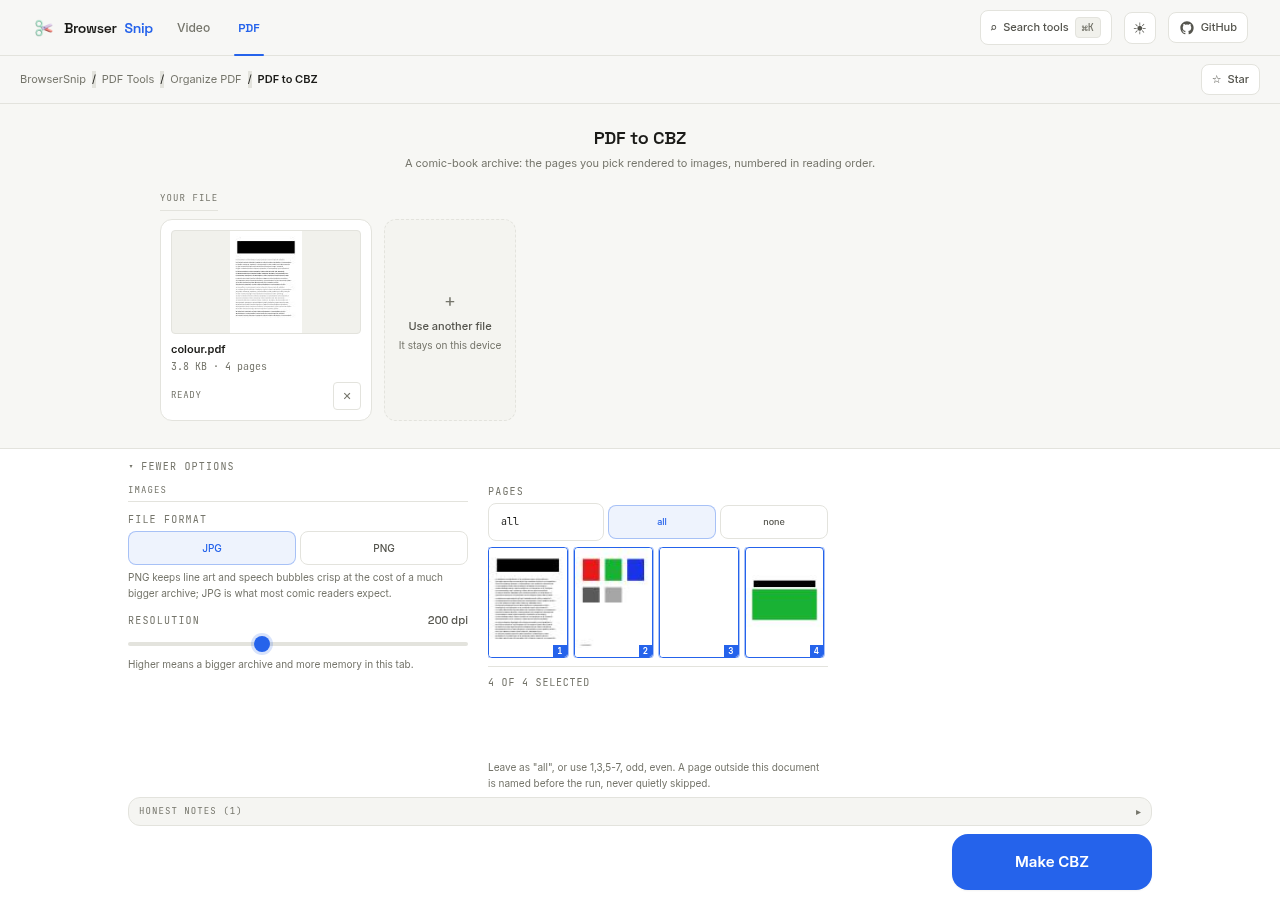 Browser Snip
Video
PDF
Search tools ⌘K
GitHub
BrowserSnip / PDF Tools / Organize PDF / PDF to CBZ
☆ Star
PDF to CBZ
A comic-book archive: the pages you pick rendered to images, numbered in reading order.
YOUR FILE
colour.pdf
3.8 KB · 4 pages
READY
×
+
Use another file
It stays on this device
▾ FEWER OPTIONS
IMAGES
FILE FORMAT
JPG
PNG
PNG keeps line art and speech bubbles crisp at the cost of a much
bigger archive; JPG is what most comic readers expect.
RESOLUTION
200 dpi
Higher means a bigger archive and more memory in this tab.
PAGES
all
all
none
1
2
3
4
4 OF 4 SELECTED
Leave as "all", or use 1,3,5-7, odd, even. A page outside this document
is named before the run, never quietly skipped.
HONEST NOTES (1)
Make CBZ